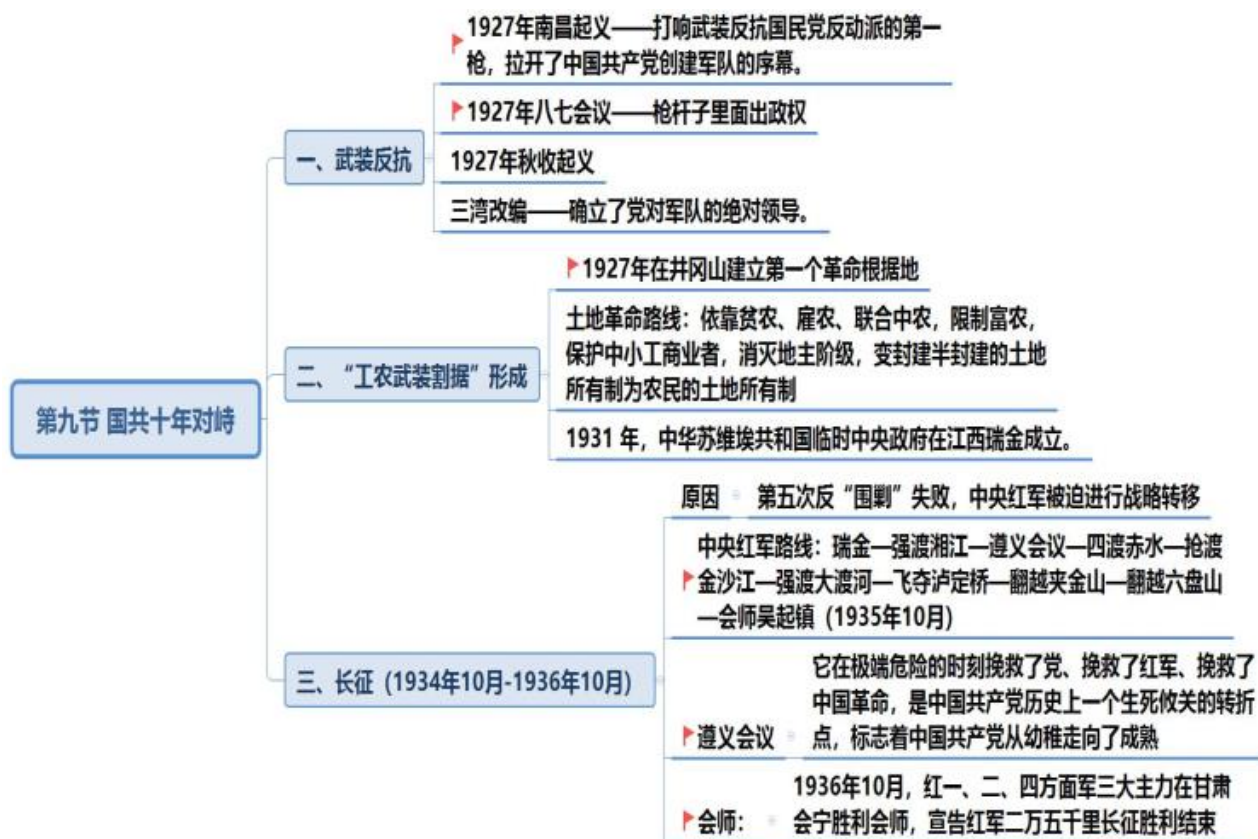 第九节 国共十年对峙
一、武装反抗
1927年南昌起义——打响武装反抗国民党反动派的第一
枪，拉开了中国共产党创建军队的序幕。
1927年八七会议——枪杆子里面出政权
1927年秋收起义
三湾改编——确立了党对军队的绝对领导。
二、“工农武装割据”形成
1927年在井冈山建立第一个革命根据地
土地革命路线：依靠贫农、雇农、联合中农，限制富农，
保护中小工商业者，消灭地主阶级，变封建半封建的土地
所有制为农民的土地所有制
1931 年，中华苏维埃共和国临时中央政府在江西瑞金成立。
三、长征（1934年10月-1936年10月)
原因
第五次反“围剿”失败，中央红军被迫进行战略转移
中央红军路线：瑞金—强渡湘江—遵义会议—四渡赤水—抢渡
金沙江—强渡大渡河—飞夺泸定桥—翻越夹金山—翻越六盘山
—会师吴起镇（1935年10月)
遵义会议
它在极端危险的时刻挽救了党、挽救了红军、挽救了
中国革命，是中国共产党历史上一个生死攸关的转折
点，标志着中国共产党从幼稚走向了成熟
会师：
1936年10月，红一、二、四方面军三大主力在甘肃
会宁胜利会师，宣告红军二万五千里长征胜利结束